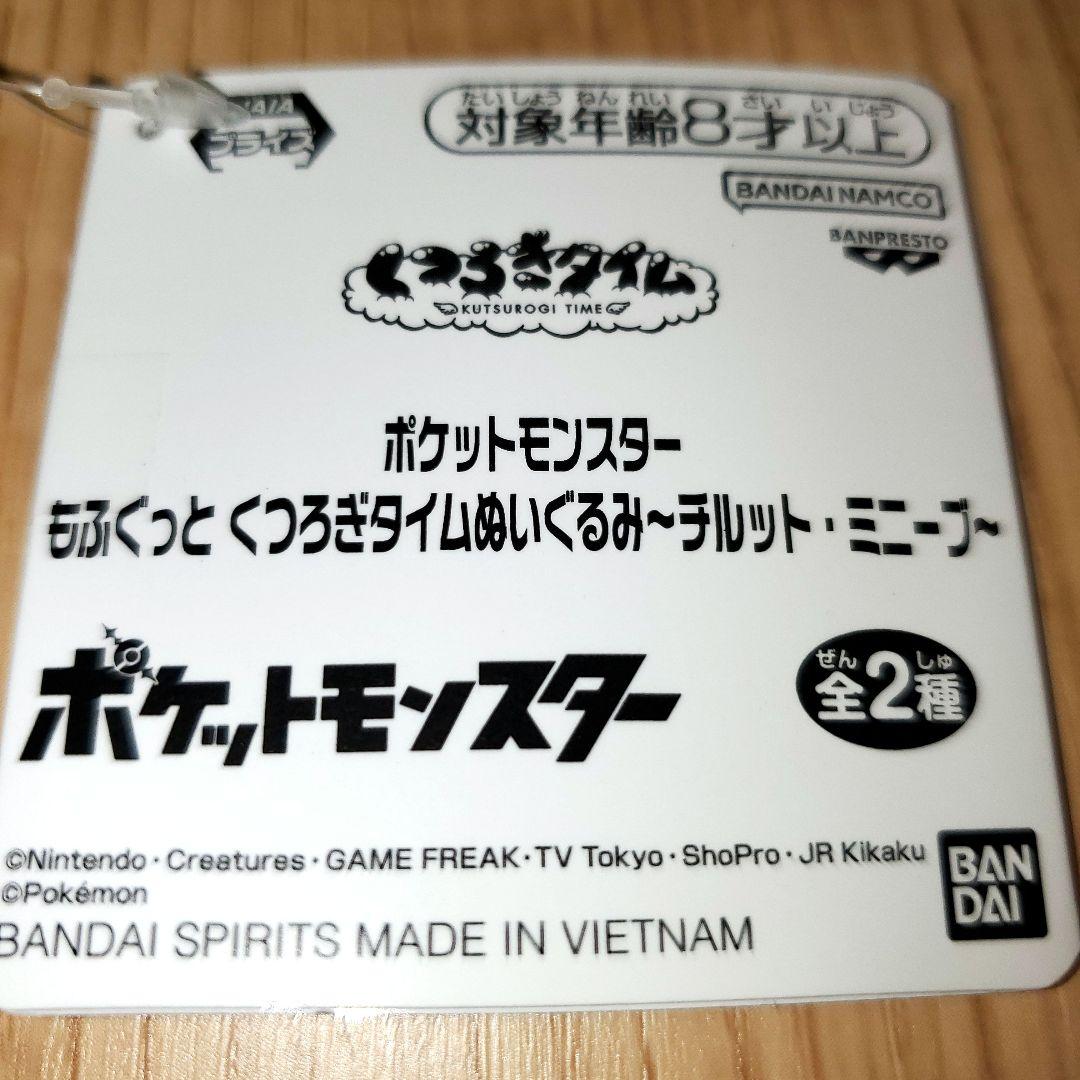 プライズ
たいしょうねんれい さいいじょう
対象年齢8才以上
BANDAI NAMCO
BANPRESTO
くつろぎタイム
KUTSUROGI TIME
ポケットモンスター
もふぐっと くつろぎタイムぬいぐるみ~チルット・ミニーブ~
ポケットモンスター
ぜん しゅ
全2種
©Nintendo・Creatures・GAME FREAK・TV Tokyo・ShoPro・JR Kikaku
©Pokémon
BANDAI SPIRITS MADE IN VIETNAM
BAN
DAI